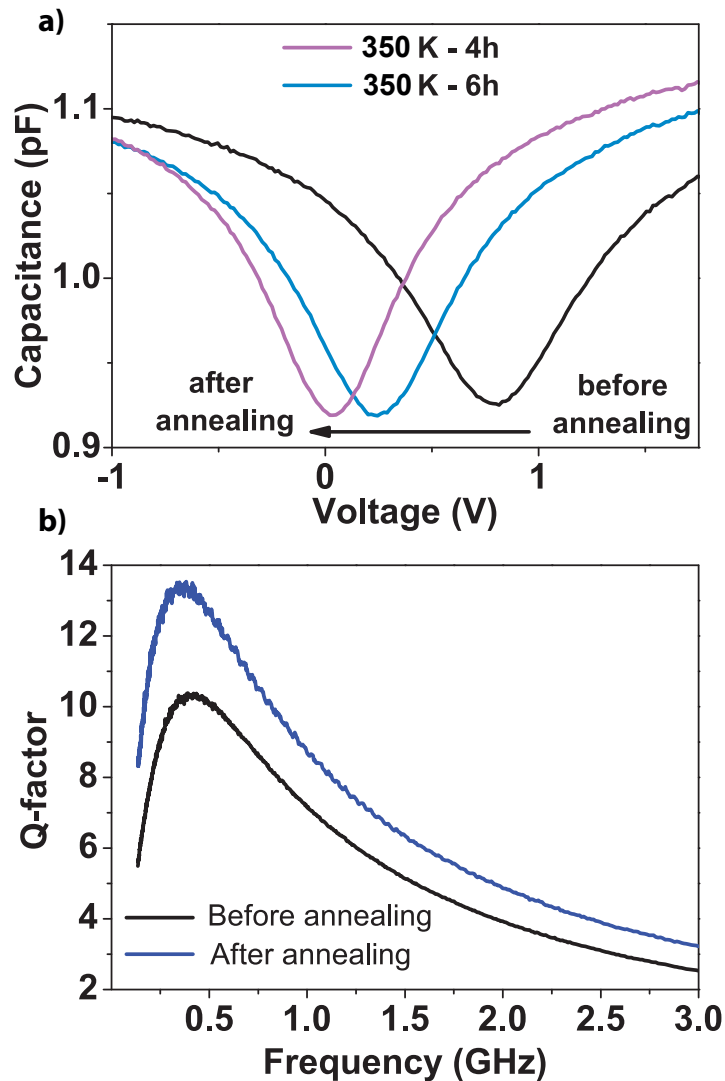 a)
350 K - 4h
350 K - 6h
1.1
1.0
0.9
Capacitance (pF)
after
annealing
before
annealing
-1
0
1
Voltage (V)
b)
14
12
10
8
6
4
2
Q-factor
Before annealing
After annealing
0.5
1.0
1.5
2.0
2.5
3.0
Frequency (GHz)